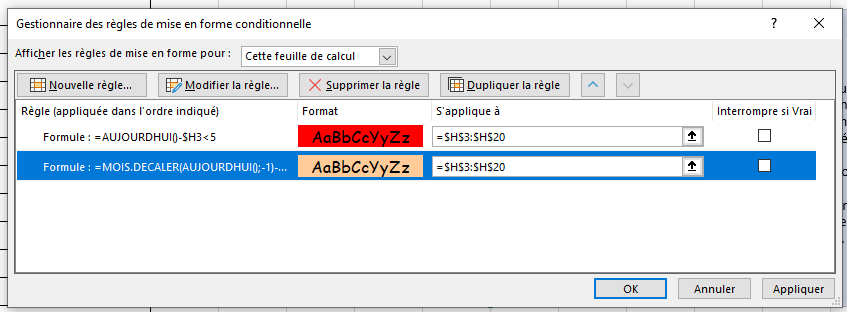 Gestionnaire des règles de mise en forme conditionnelle ?
Afficher les règles de mise en forme pour : Cette feuille de calcul
Nouvelle règle... Modifier la règle... Supprimer la règle Dupliquer la règle
Règle (appliquée dans l'ordre indiqué) Format S'applique à Interrompre si Vrai
Formule : =AUJOURDHUI()-$H3<5 AaBbCcYyZz =$H$3:$H$20
Formule : =MOIS.DECALER(AUJOURDHUI();-1)-... AaBbCcYyZz =$H$3:$H$20
OK Annuler Appliquer